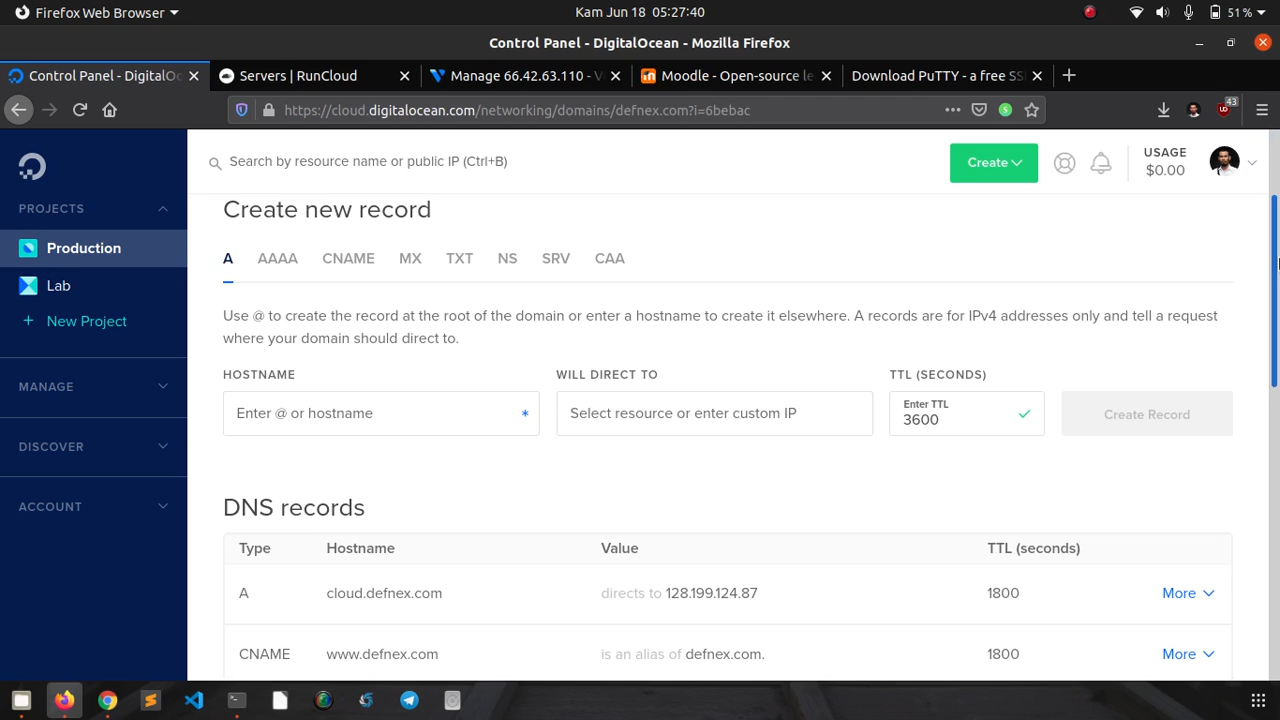 Firefox Web Browser
Kam Jun 18 05:27:40
51 %
Control Panel - DigitalOcean - Mozilla Firefox
Control Panel - DigitalOc
Servers | RunCloud
Manage 66.42.63.110 - V
Moodle - Open-source le
Download PuTTY - a free SS
https://cloud.digitalocean.com/networking/domains/defnex.com?i=6bebac
43
Search by resource name or public IP (Ctrl+B)
Create
USAGE
$0.00
PROJECTS
Production
Lab
+ New Project
MANAGE
DISCOVER
ACCOUNT
Create new record
A AAAA CNAME MX TXT NS SRV CAA
Use @ to create the record at the root of the domain or enter a hostname to create it elsewhere. A records are for IPv4 addresses only and tell a request
where your domain should direct to.
HOSTNAME WILL DIRECT TO TTL (SECONDS)
Enter @ or hostname *
Select resource or enter custom IP
Enter TTL
3600
Create Record
DNS records
Type Hostname Value TTL (seconds)
A cloud.defnex.com directs to 128.199.124.87 1800 More
CNAME www.defnex.com is an alias of defnex.com. 1800 More